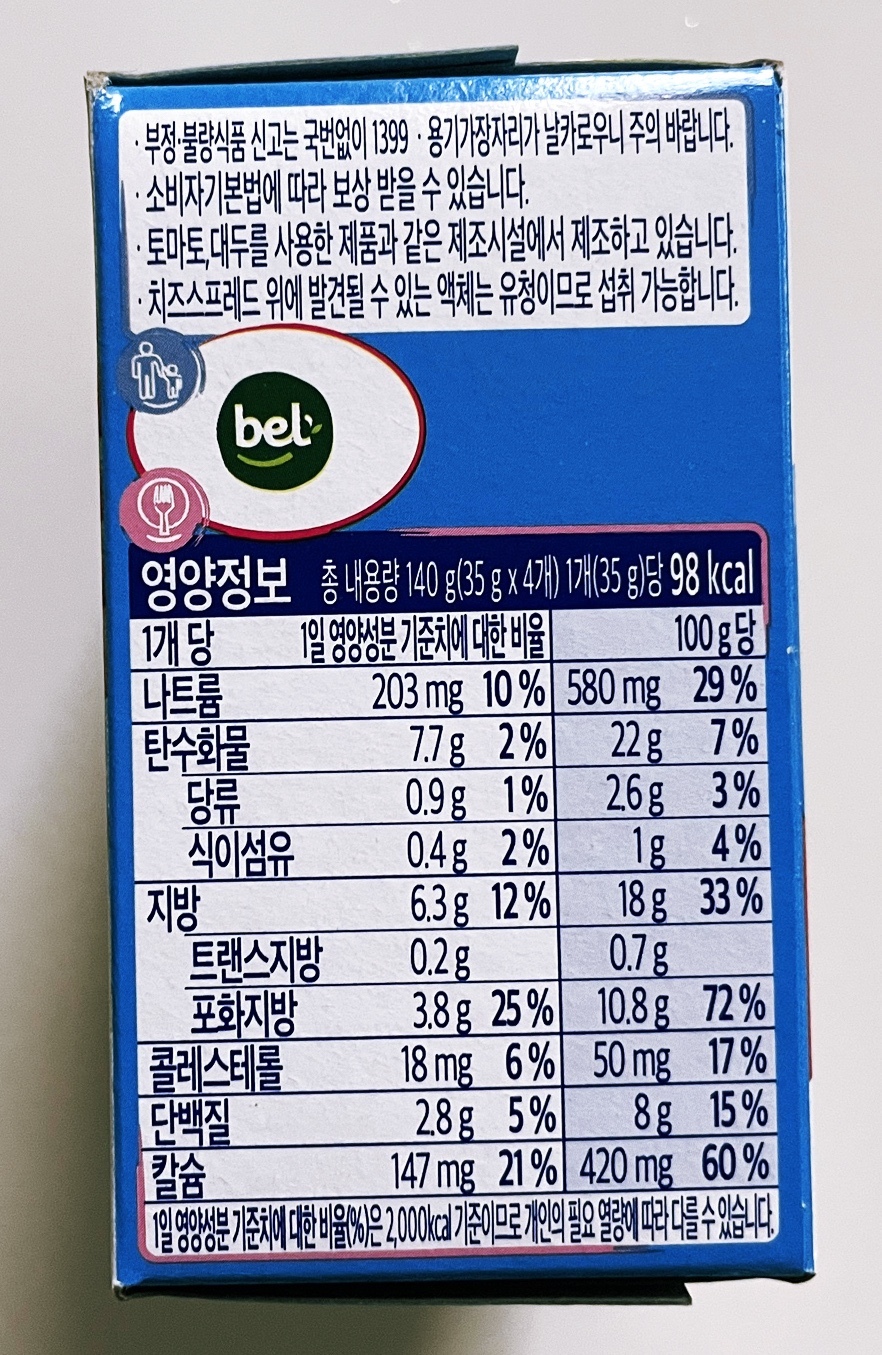 · 부정·불량식품 신고는 국번없이 1399 · 용기가장자리가 날카로우니 주의 바랍니다.
· 소비자기본법에 따라 보상 받을 수 있습니다.
· 토마토,대두를 사용한 제품과 같은 제조시설에서 제조하고 있습니다.
· 치즈스프레드 위에 발견될 수 있는 액체는 유청이므로 섭취 가능합니다.
bel
영양정보 총 내용량 140 g(35 g x 4개) 1개(35 g)당 98 kcal
1개 당 1일 영양성분 기준치에 대한 비율 100 g당
나트륨 203 mg 10 % 580 mg 29 %
탄수화물 7.7 g 2 % 22 g 7 %
당류 0.9 g 1 % 2.6 g 3 %
식이섬유 0.4 g 2 % 1 g 4 %
지방 6.3 g 12 % 18 g 33 %
트랜스지방 0.2 g 0.7 g
포화지방 3.8 g 25 % 10.8 g 72 %
콜레스테롤 18 mg 6 % 50 mg 17 %
단백질 2.8 g 5 % 8 g 15 %
칼슘 147 mg 21 % 420 mg 60 %
1일 영양성분 기준치에 대한 비율(%)은 2,000kcal 기준이므로 개인의 필요 열량에 따라 다를 수 있습니다.